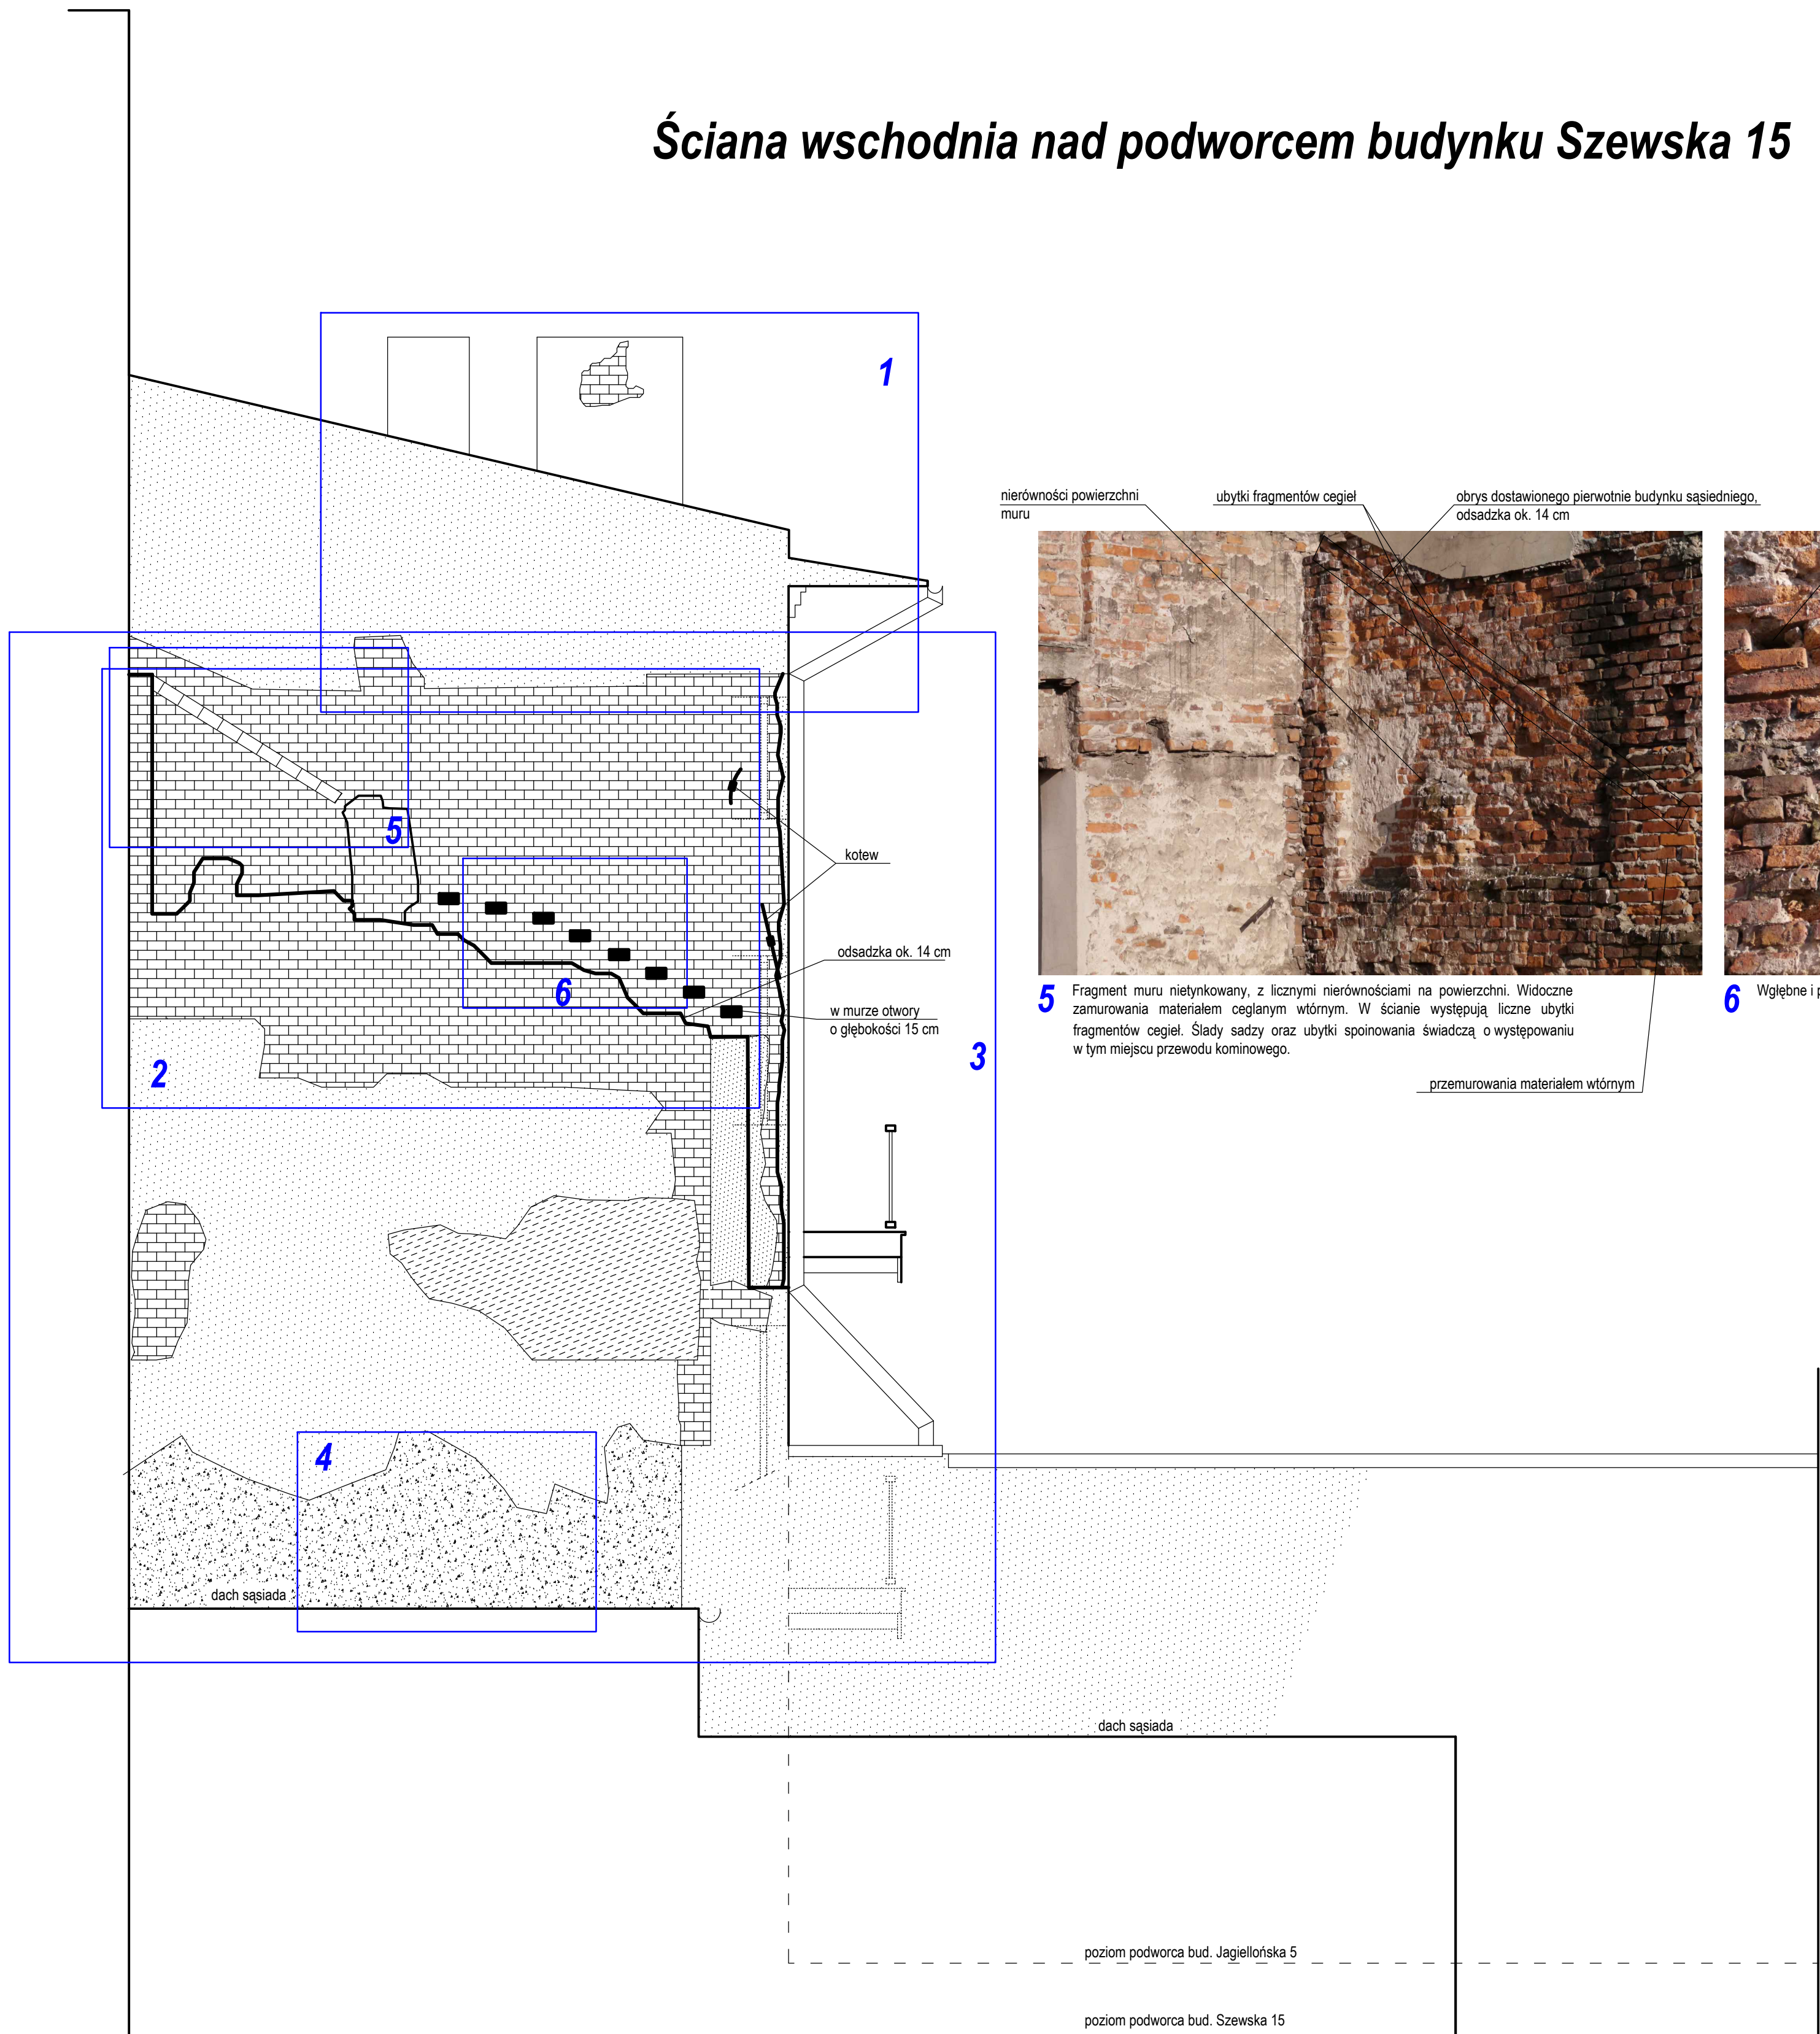 Ściana wschodnia nad podworcem budynku Szewska 15
1
nierówności powierzchni
muru
ubytki fragmentów cegieł
obrys dostawionego pierwotnie budynku sąsiedniego,
odsadzka ok. 14 cm
5
kotew
odsadzka ok. 14 cm
6
w murze otwory
o głębokości 15 cm
2
3
5 Fragment muru nietynkowany, z licznymi nierównościami na powierzchni. Widoczne
zamurowania materiałem ceglanym wtórnym. W ścianie występują liczne ubytki
fragmentów cegieł. Ślady sadzy oraz ubytki spoinowania świadczą o występowaniu
w tym miejscu przewodu kominowego.
6 Wgłębne i
przemurowania materiałem wtórnym
4
dach sąsiada
dach sąsiada
poziom podworca bud. Jagiellońska 5
poziom podworca bud. Szewska 15